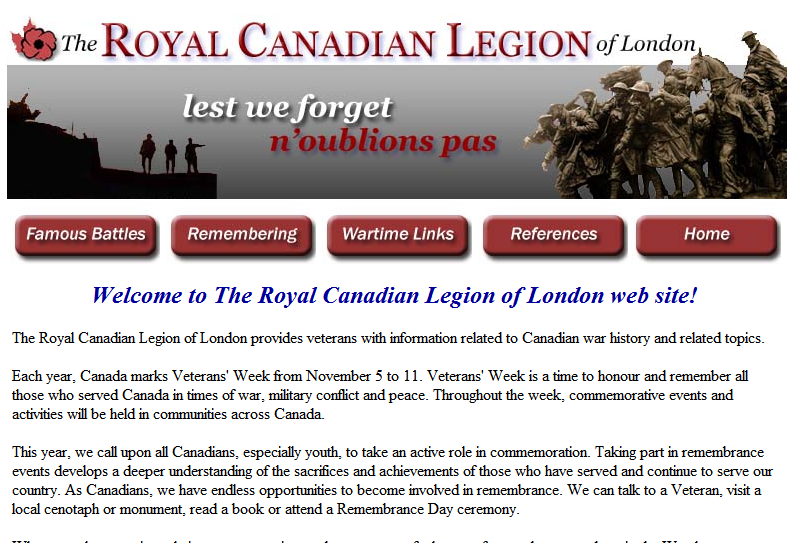 The ROYAL CANADIAN LEGION of London
lest we forget
n'oublions pas
Famous Battles Remembering Wartime Links References Home
Welcome to The Royal Canadian Legion of London web site!
The Royal Canadian Legion of London provides veterans with information related to Canadian war history and related topics.
Each year, Canada marks Veterans' Week from November 5 to 11. Veterans' Week is a time to honour and remember all
those who served Canada in times of war, military conflict and peace. Throughout the week, commemorative events and
activities will be held in communities across Canada.
This year, we call upon all Canadians, especially youth, to take an active role in commemoration. Taking part in remembrance
events develops a deeper understanding of the sacrifices and achievements of those who have served and continue to serve our
country. As Canadians, we have endless opportunities to become involved in remembrance. We can talk to a Veteran, visit a
local cenotaph or monument, read a book or attend a Remembrance Day ceremony.